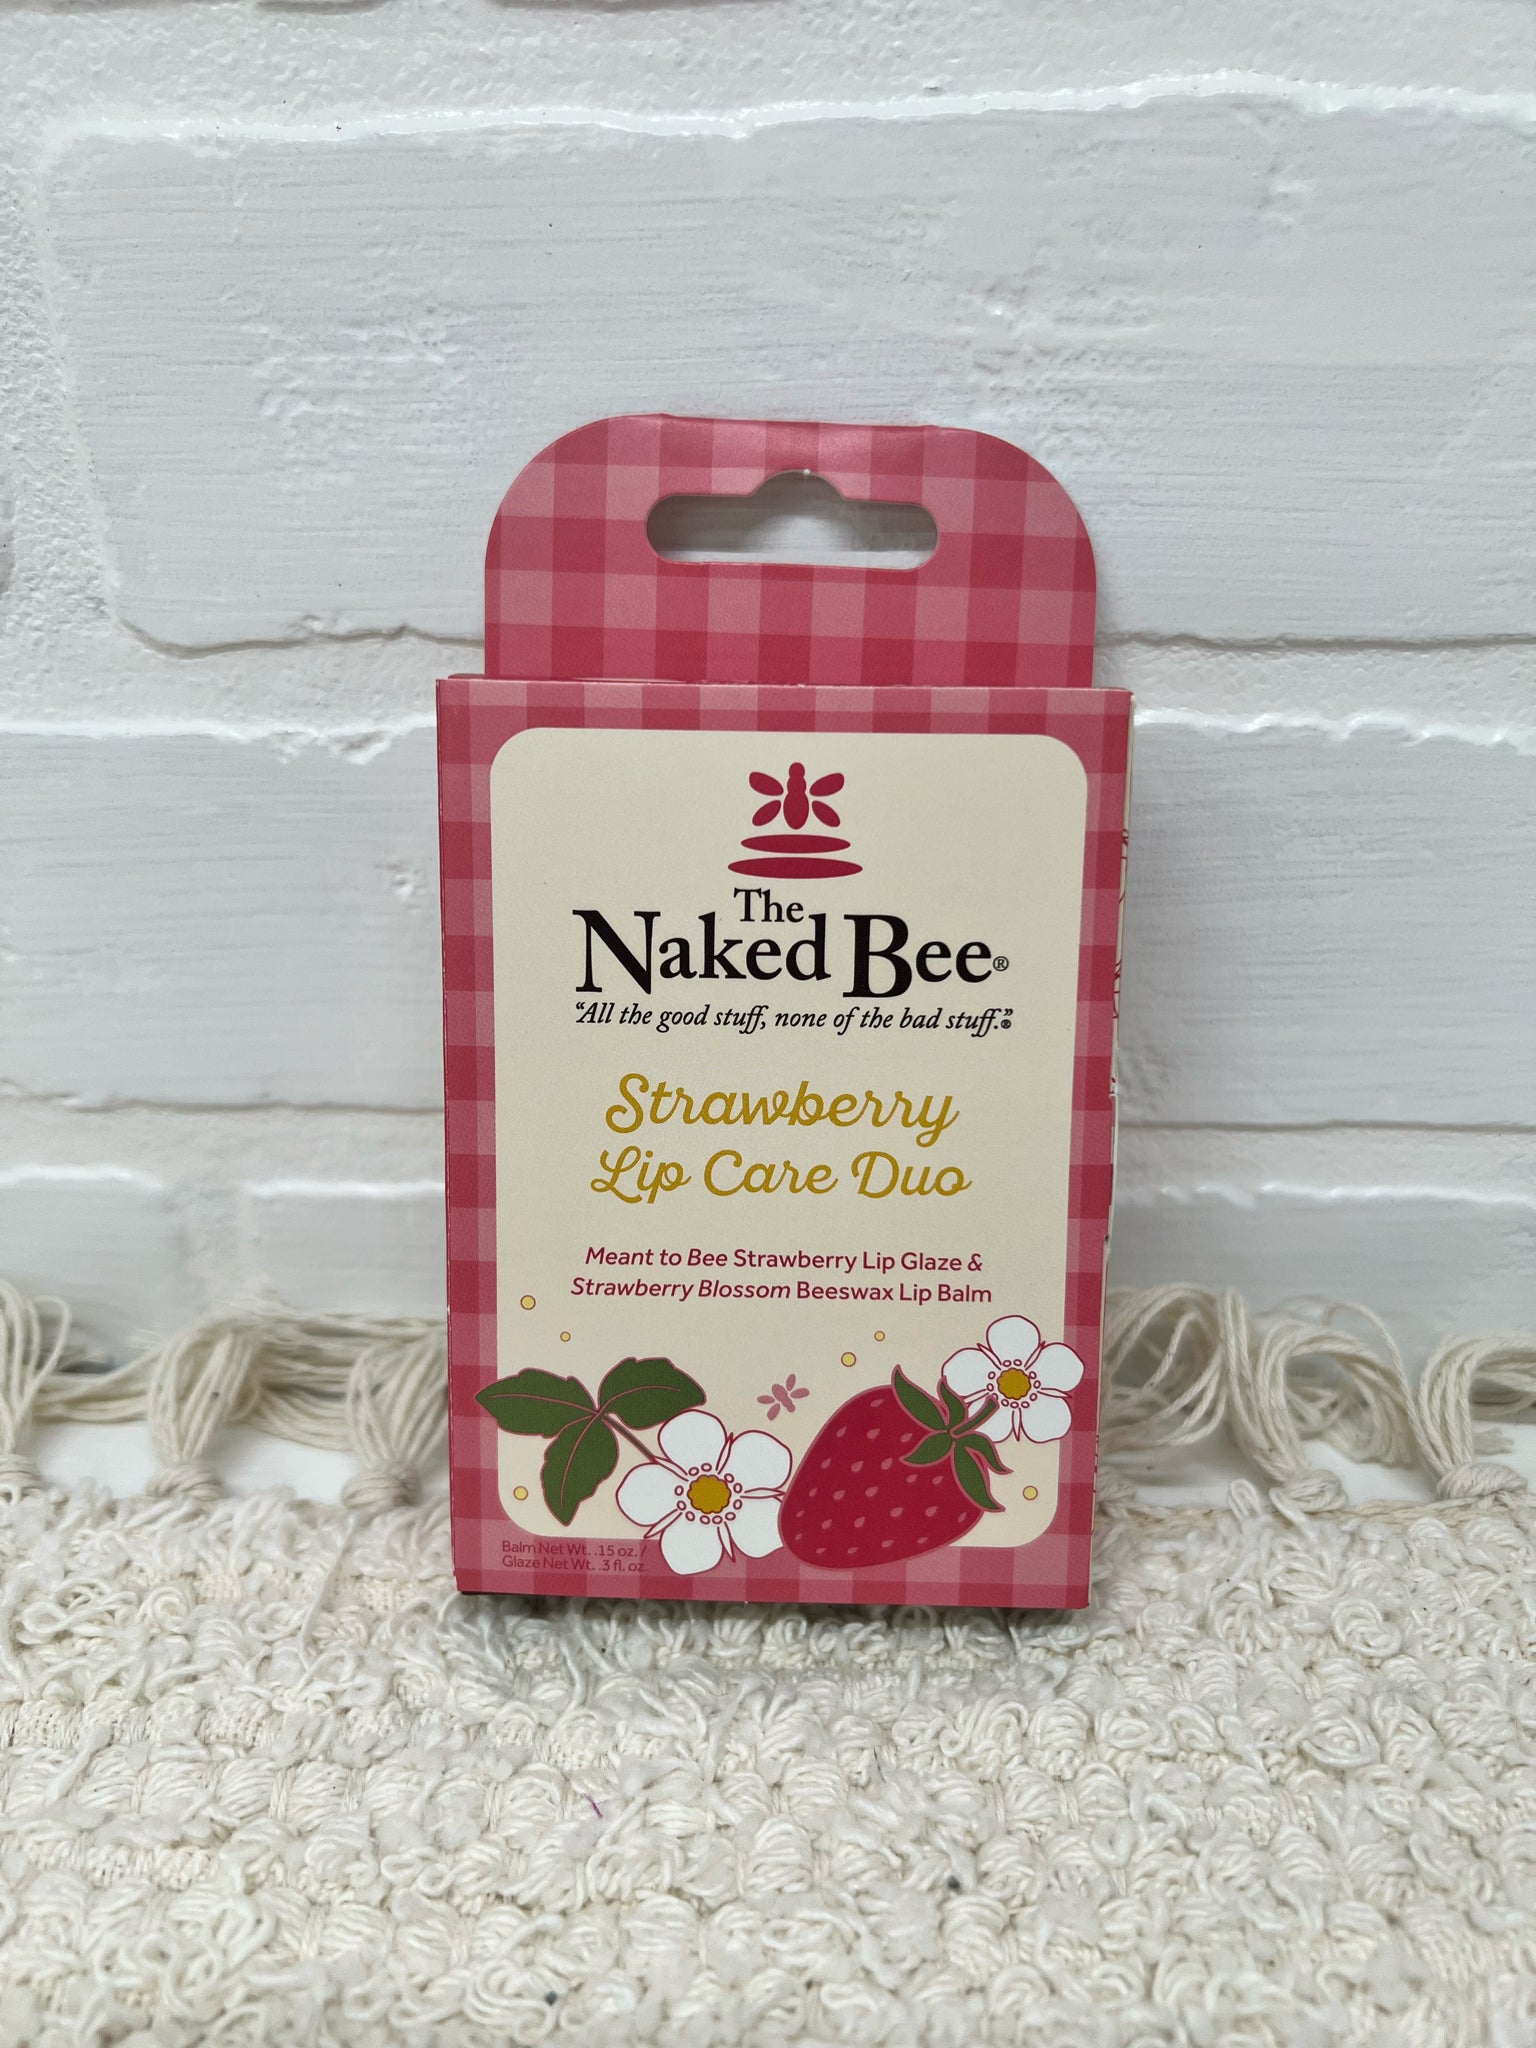 The
Naked Bee®
“All the good stuff, none of the bad stuff.”®
Strawberry
Lip Care Duo
Meant to Bee Strawberry Lip Glaze &
Strawberry Blossom Beeswax Lip Balm
Balm Net Wt. .15 oz. /
Glaze Net Wt. .3 fl. oz.